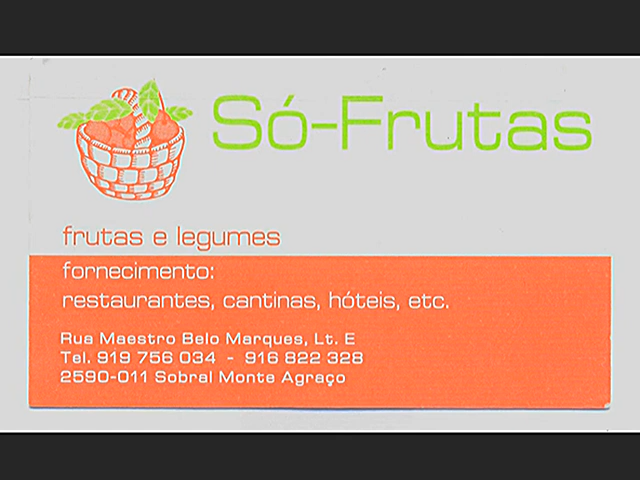 Só-Frutas
frutas e legumes
fornecimento:
restaurantes, cantinas, hóteis, etc.
Rua Maestro Belo Marques, Lt. E
Tel. 919 756 034 - 916 822 328
2590-011 Sobral Monte Agraço